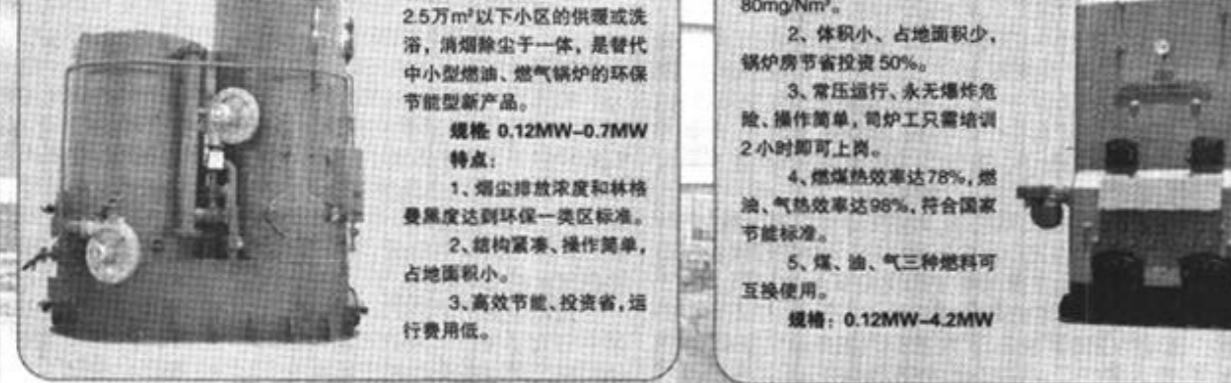 2.5万m²以下小区的供暖或洗
浴，消烟除尘于一体，是替代
中小型燃油、燃气锅炉的环保
节能型新产品。
规格 0.12MW–0.7MW
特点：
1、烟尘排放浓度和林格
曼黑度达到环保一类区标准。
2、结构紧凑、操作简单，
占地面积小。
3、高效节能、投资省，运
行费用低。
80mg/Nm³。
2、体积小、占地面积少，
锅炉房节省投资50%。
3、常压运行、永无爆炸危
险、操作简单，司炉工只需培训
2小时即可上岗。
4、燃煤热效率达78%，燃
油、气热效率达98%，符合国家
节能标准。
5、煤、油、气三种燃料可
互换使用。
规格：0.12MW–4.2MW